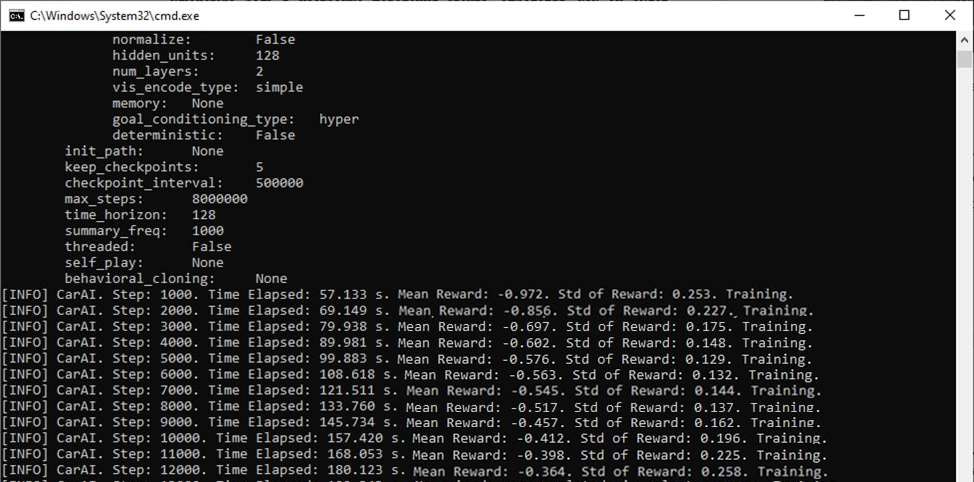 C:\Windows\System32\cmd.exe
normalize: False
hidden_units: 128
num_layers: 2
vis_encode_type: simple
memory: None
goal_conditioning_type: hyper
deterministic: False
init_path: None
keep_checkpoints: 5
checkpoint_interval: 500000
max_steps: 8000000
time_horizon: 128
summary_freq: 1000
threaded: False
self_play: None
behavioral_cloning: None
[INFO] CarAI. Step: 1000. Time Elapsed: 57.133 s. Mean Reward: -0.972. Std of Reward: 0.253. Training.
[INFO] CarAI. Step: 2000. Time Elapsed: 69.149 s. Mean Reward: -0.856. Std of Reward: 0.227. Training.
[INFO] CarAI. Step: 3000. Time Elapsed: 79.938 s. Mean Reward: -0.697. Std of Reward: 0.175. Training.
[INFO] CarAI. Step: 4000. Time Elapsed: 89.981 s. Mean Reward: -0.602. Std of Reward: 0.148. Training.
[INFO] CarAI. Step: 5000. Time Elapsed: 99.883 s. Mean Reward: -0.576. Std of Reward: 0.129. Training.
[INFO] CarAI. Step: 6000. Time Elapsed: 108.618 s. Mean Reward: -0.563. Std of Reward: 0.132. Training.
[INFO] CarAI. Step: 7000. Time Elapsed: 121.511 s. Mean Reward: -0.545. Std of Reward: 0.144. Training.
[INFO] CarAI. Step: 8000. Time Elapsed: 133.760 s. Mean Reward: -0.517. Std of Reward: 0.137. Training.
[INFO] CarAI. Step: 9000. Time Elapsed: 145.734 s. Mean Reward: -0.457. Std of Reward: 0.162. Training.
[INFO] CarAI. Step: 10000. Time Elapsed: 157.420 s. Mean Reward: -0.412. Std of Reward: 0.196. Training.
[INFO] CarAI. Step: 11000. Time Elapsed: 168.053 s. Mean Reward: -0.398. Std of Reward: 0.225. Training.
[INFO] CarAI. Step: 12000. Time Elapsed: 180.123 s. Mean Reward: -0.364. Std of Reward: 0.258. Training.